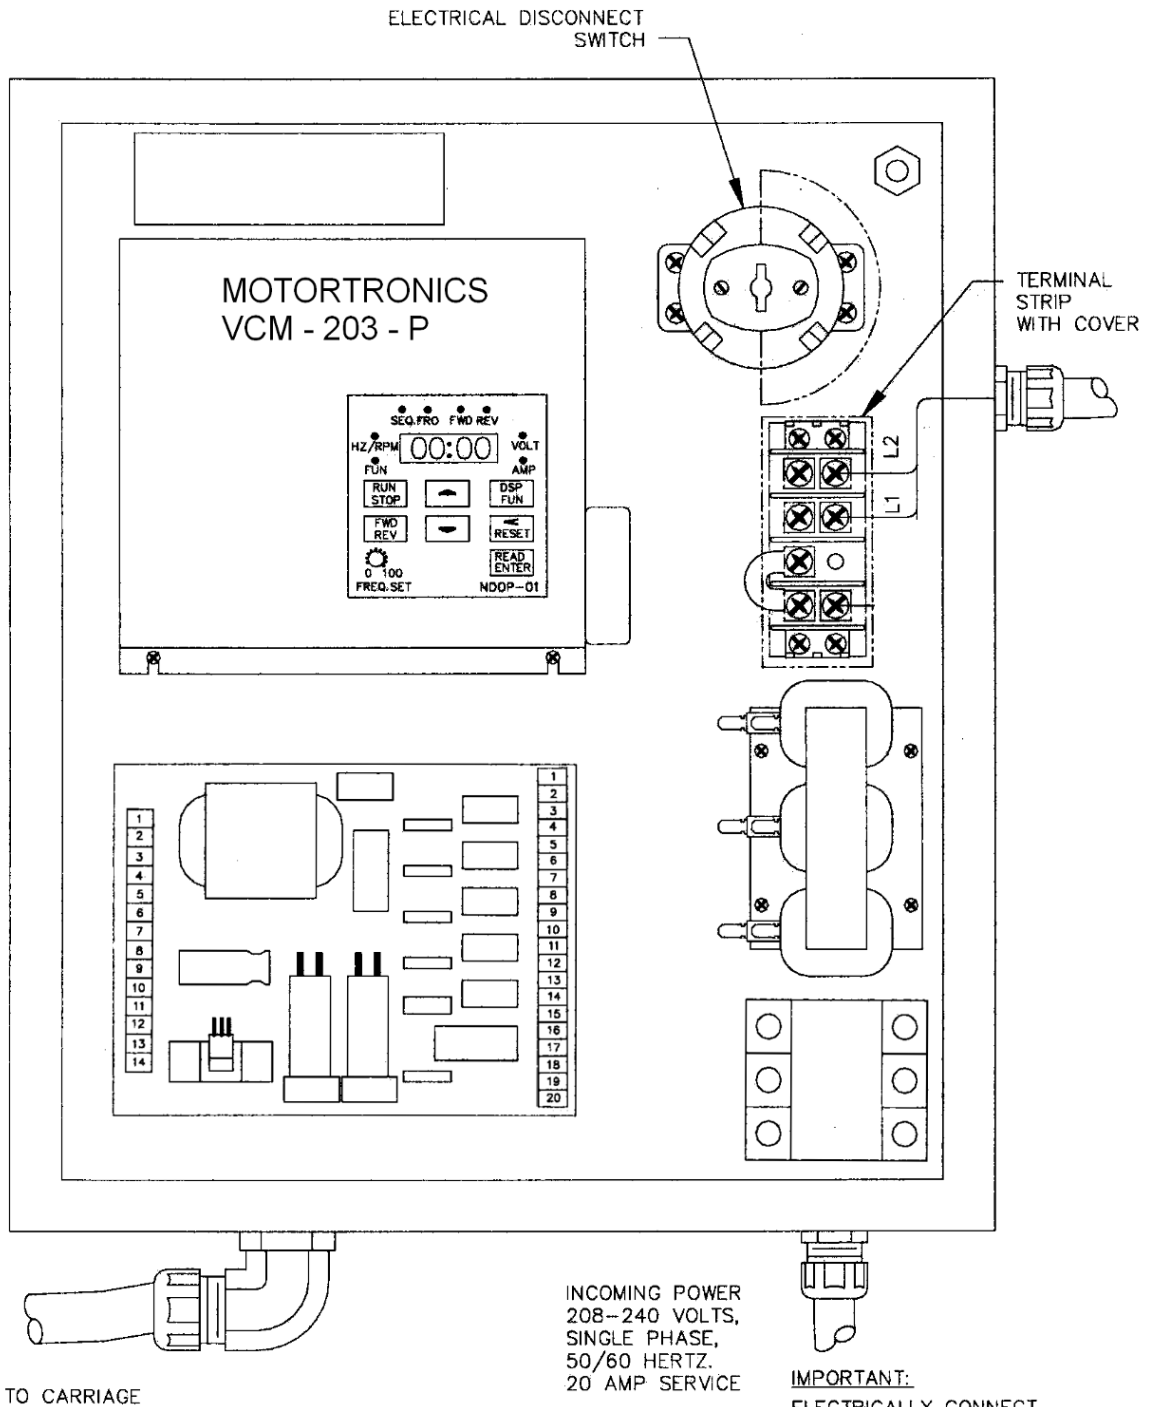 ELECTRICAL DISCONNECT
SWITCH
MOTORTRONICS
VCM - 203 - P
TERMINAL
STRIP
WITH COVER
SEQ.FRO FWD REV
HZ/RPM 00:00 VOLT
FUN AMP
RUN
STOP
DSP
FUN
FWD
REV
<
RESET
READ
ENTER
0 100
FREQ.SET
NDOP-01
L2
L1
1
2
3
4
5
6
7
8
9
10
11
12
13
14
1
2
3
4
5
6
7
8
9
10
11
12
13
14
15
16
17
18
19
20
INCOMING POWER
208-240 VOLTS,
SINGLE PHASE,
50/60 HERTZ.
20 AMP SERVICE
TO CARRIAGE
IMPORTANT:
ELECTRICALLY CONNECT